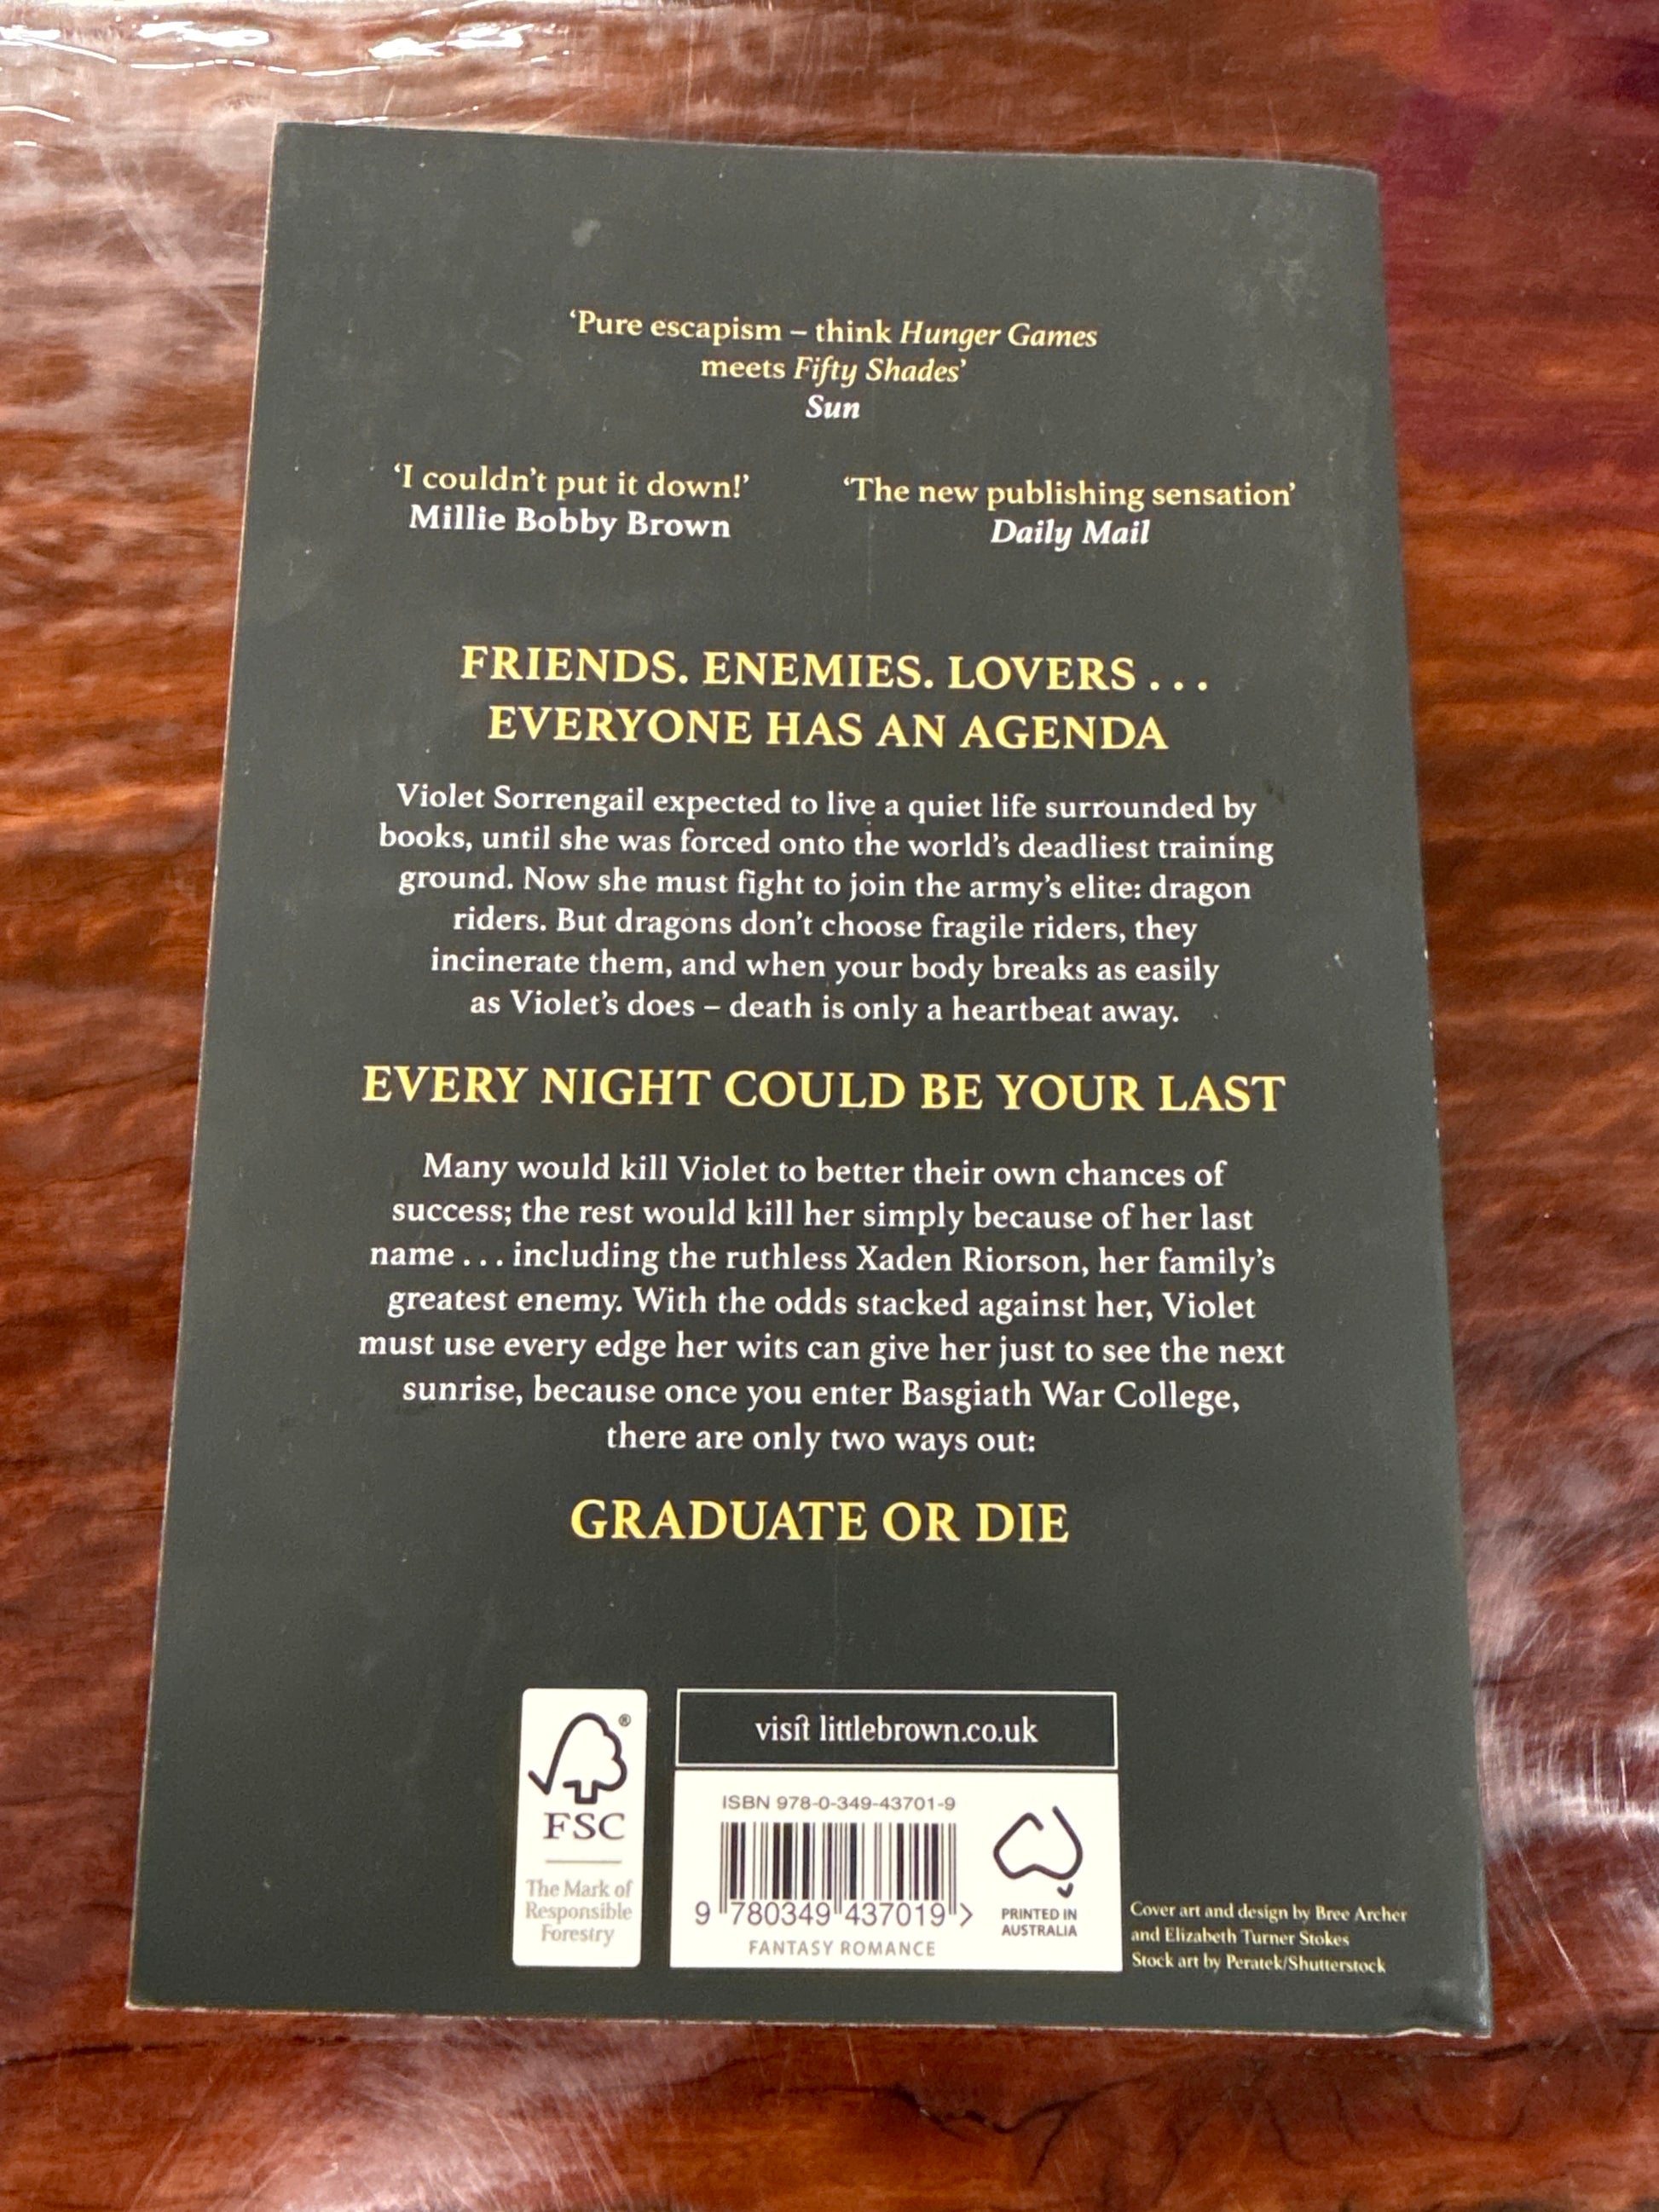 ‘Pure escapism – think Hunger Games
meets Fifty Shades’
Sun
‘I couldn’t put it down!’
Millie Bobby Brown
‘The new publishing sensation’
Daily Mail
FRIENDS. ENEMIES. LOVERS . . .
EVERYONE HAS AN AGENDA
Violet Sorrengail expected to live a quiet life surrounded by
books, until she was forced onto the world’s deadliest training
ground. Now she must fight to join the army’s elite: dragon
riders. But dragons don’t choose fragile riders, they
incinerate them, and when your body breaks as easily
as Violet’s does – death is only a heartbeat away.
EVERY NIGHT COULD BE YOUR LAST
Many would kill Violet to better their own chances of
success; the rest would kill her simply because of her last
name . . . including the ruthless Xaden Riorson, her family’s
greatest enemy. With the odds stacked against her, Violet
must use every edge her wits can give her just to see the next
sunrise, because once you enter Basgiath War College,
there are only two ways out:
GRADUATE OR DIE
®
FSC
The Mark of
Responsible
Forestry
visit littlebrown.co.uk
ISBN 978-0-349-43701-9
9 780349 437019 >
FANTASY ROMANCE
PRINTED IN
AUSTRALIA
Cover art and design by Bree Archer
and Elizabeth Turner Stokes
Stock art by Peratek/Shutterstock